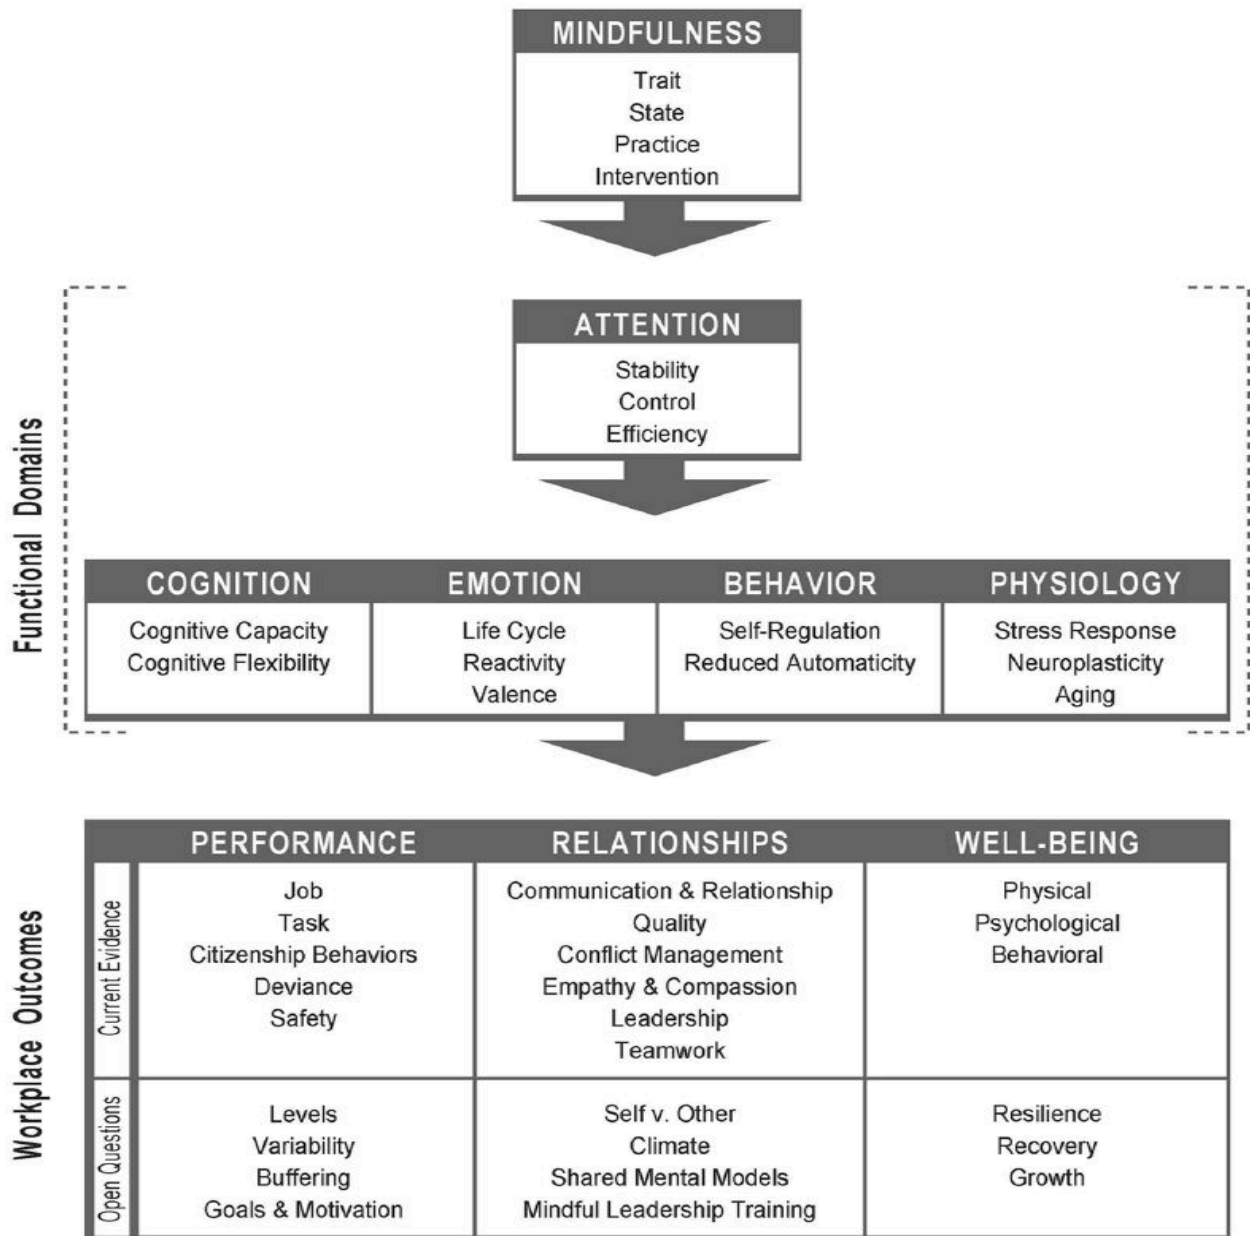 MINDFULNESS
Trait
State
Practice
Intervention
Functional Domains
ATTENTION
Stability
Control
Efficiency
COGNITION
Cognitive Capacity
Cognitive Flexibility
EMOTION
Life Cycle
Reactivity
Valence
BEHAVIOR
Self-Regulation
Reduced Automaticity
PHYSIOLOGY
Stress Response
Neuroplasticity
Aging
Workplace Outcomes
PERFORMANCE
RELATIONSHIPS
WELL-BEING
Current Evidence
Job
Task
Citizenship Behaviors
Deviance
Safety
Communication & Relationship
Quality
Conflict Management
Empathy & Compassion
Leadership
Teamwork
Physical
Psychological
Behavioral
Open Questions
Levels
Variability
Buffering
Goals & Motivation
Self v. Other
Climate
Shared Mental Models
Mindful Leadership Training
Resilience
Recovery
Growth